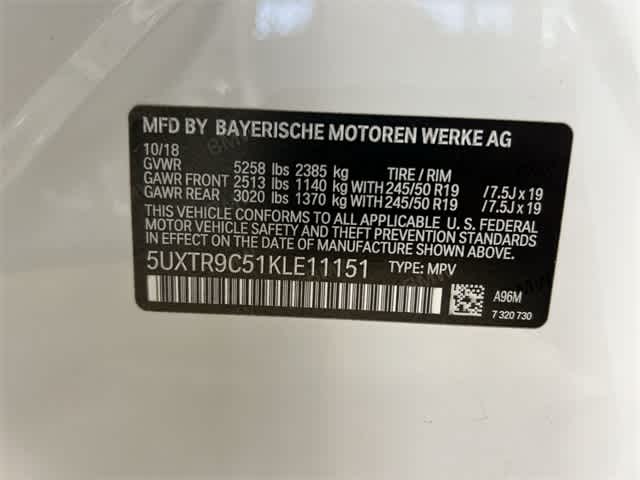 MFD BY BAYERISCHE MOTOREN WERKE AG
10/18
GVWR 5258 lbs 2385 kg TIRE / RIM
GAWR FRONT 2513 lbs 1140 kg WITH 245/50 R19 /7.5J x 19
GAWR REAR 3020 lbs 1370 kg WITH 245/50 R19 /7.5J x 19
THIS VEHICLE CONFORMS TO ALL APPLICABLE U. S. FEDERAL
MOTOR VEHICLE SAFETY AND THEFT PREVENTION STANDARDS IN
EFFECT ON THE DATE OF MANUFACTURE SHOWN ABOVE.
5UXTR9C51KLE11151 TYPE: MPV
A96M
7 320 730